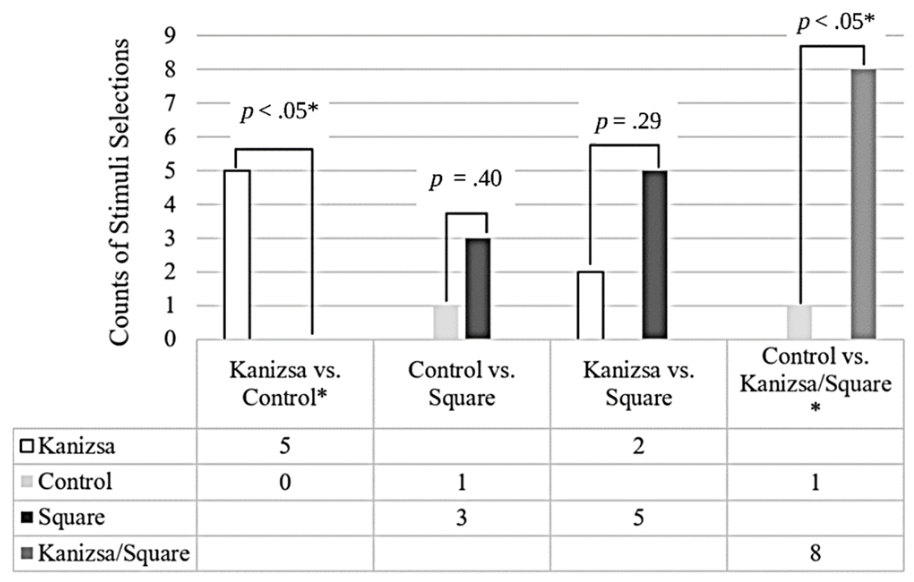 p < .05*
9
8
7
6
5
4
3
2
1
0
Counts of Stimuli Selections
p < .05*
p = .29
p = .40
Kanizsa vs. Control*
Control vs. Square
Kanizsa vs. Square
Control vs. Kanizsa/Square *
Kanizsa 5 2
Control 0 1 1
Square 3 5
Kanizsa/Square 8